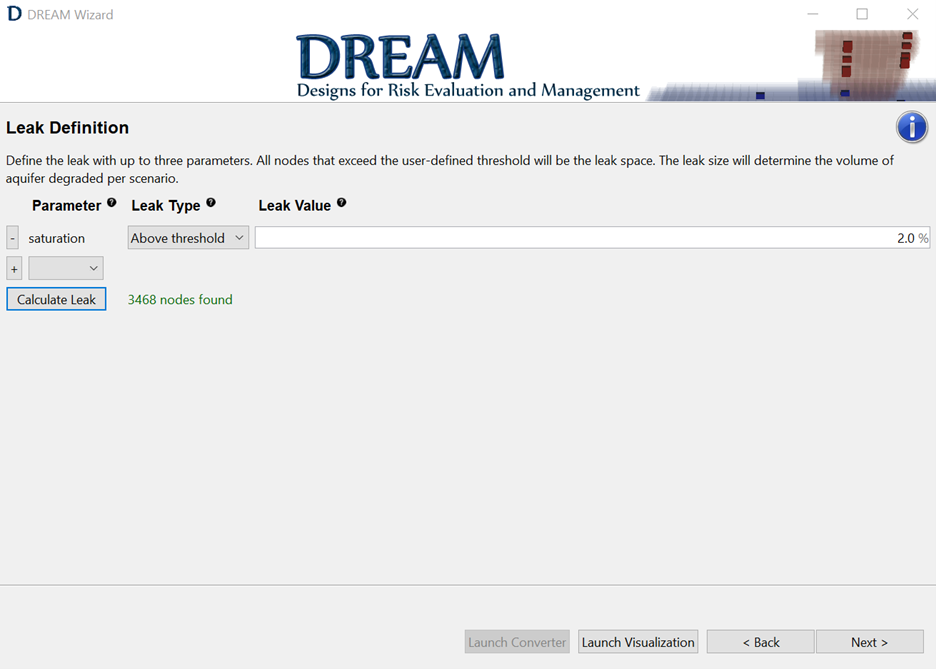 D DREAM Wizard
DREAM
Designs for Risk Evaluation and Management
Leak Definition
i
Define the leak with up to three parameters. All nodes that exceed the user-defined threshold will be the leak space. The leak size will determine the volume of
aquifer degraded per scenario.
Parameter ? Leak Type ? Leak Value ?
- saturation Above threshold 2.0 %
+
Calculate Leak 3468 nodes found
Launch Converter Launch Visualization < Back Next >